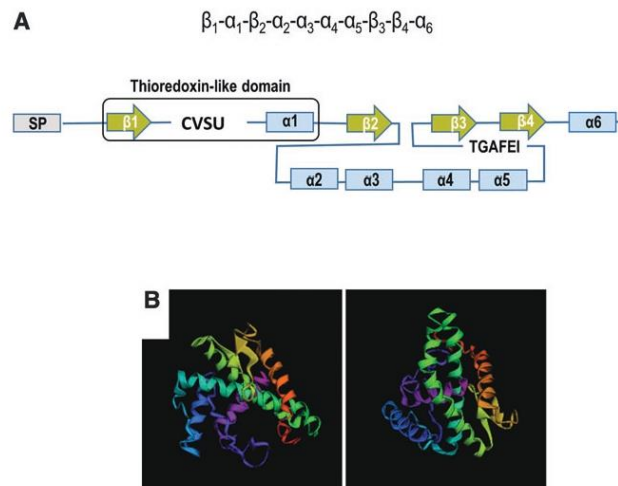 A
β₁-α₁-β₂-α₂-α₃-α₄-α₅-β₃-β₄-α₆
Thioredoxin-like domain
SP β1 CVSU α1 β2 β3 β4 α6
TGAFEI
α2 α3 α4 α5
B